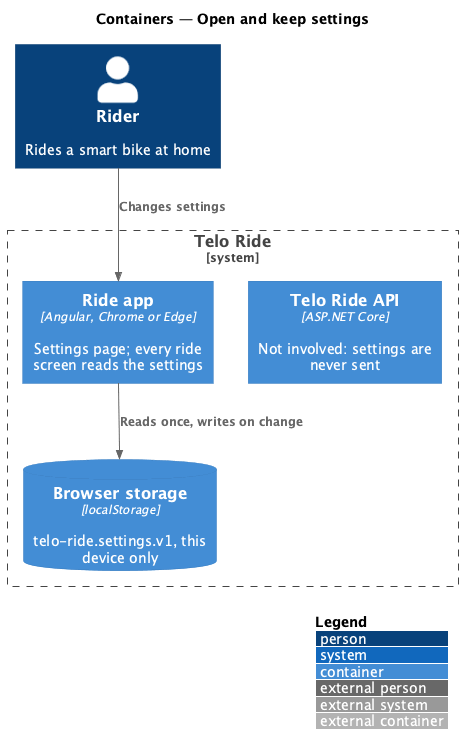 Containers — Open and keep settings
Rider
Rides a smart bike at home
Changes settings
Telo Ride
[system]
Ride app
[Angular, Chrome or Edge]
Settings page; every ride
screen reads the settings
Telo Ride API
[ASP.NET Core]
Not involved: settings are
never sent
Reads once, writes on change
Browser storage
[localStorage]
telo-ride.settings.v1, this
device only
Legend
person
system
container
external person
external system
external container